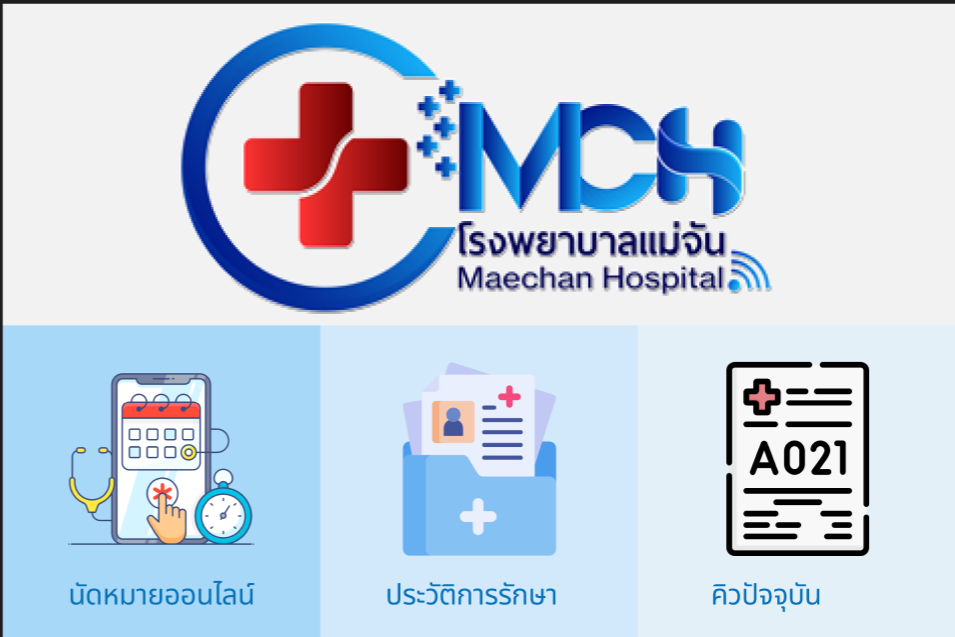 MCH
โรงพยาบาลแม่จัน
Maechan Hospital
A021
นัดหมายออนไลน์
ประวัติการรักษา
คิวปัจจุบัน